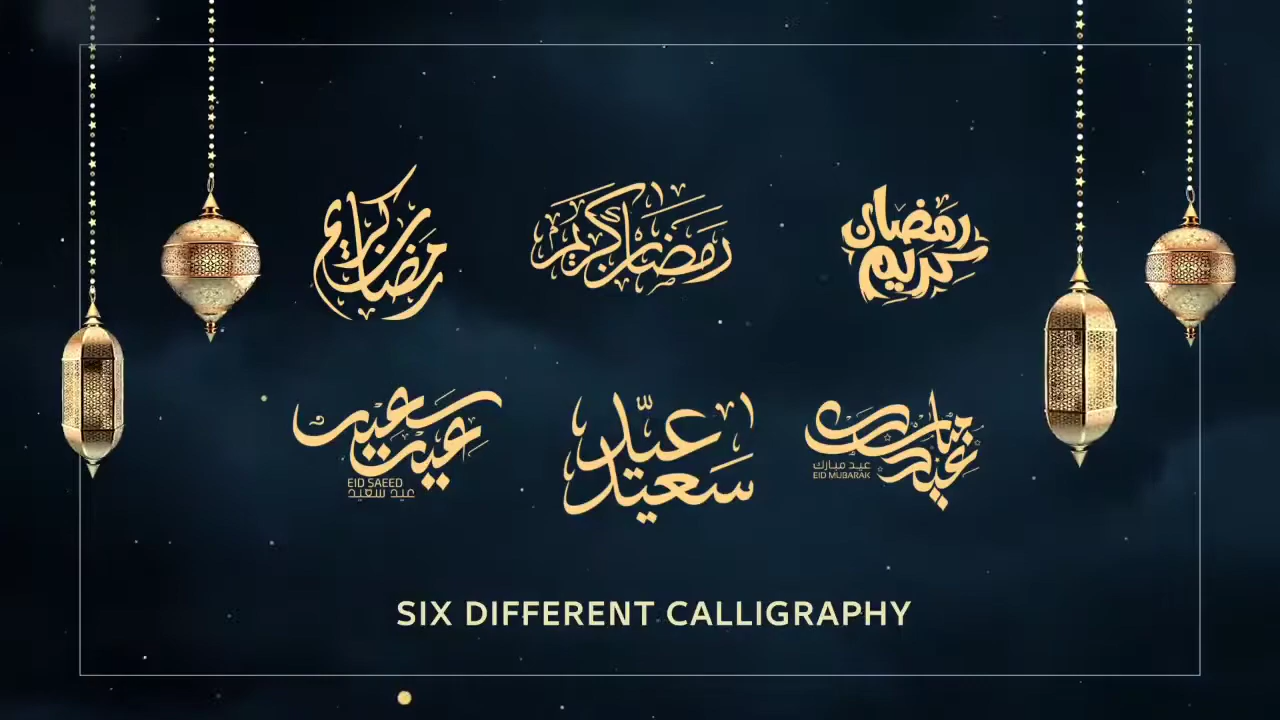 رمضان كريم
رمضان كريم
رمضان
كريم
عيد سعيد
EID SAEED
عيد سعيد
عيد
سعيد
عيد مبارك
عيد مبارك
EID MUBARAK
SIX DIFFERENT CALLIGRAPHY